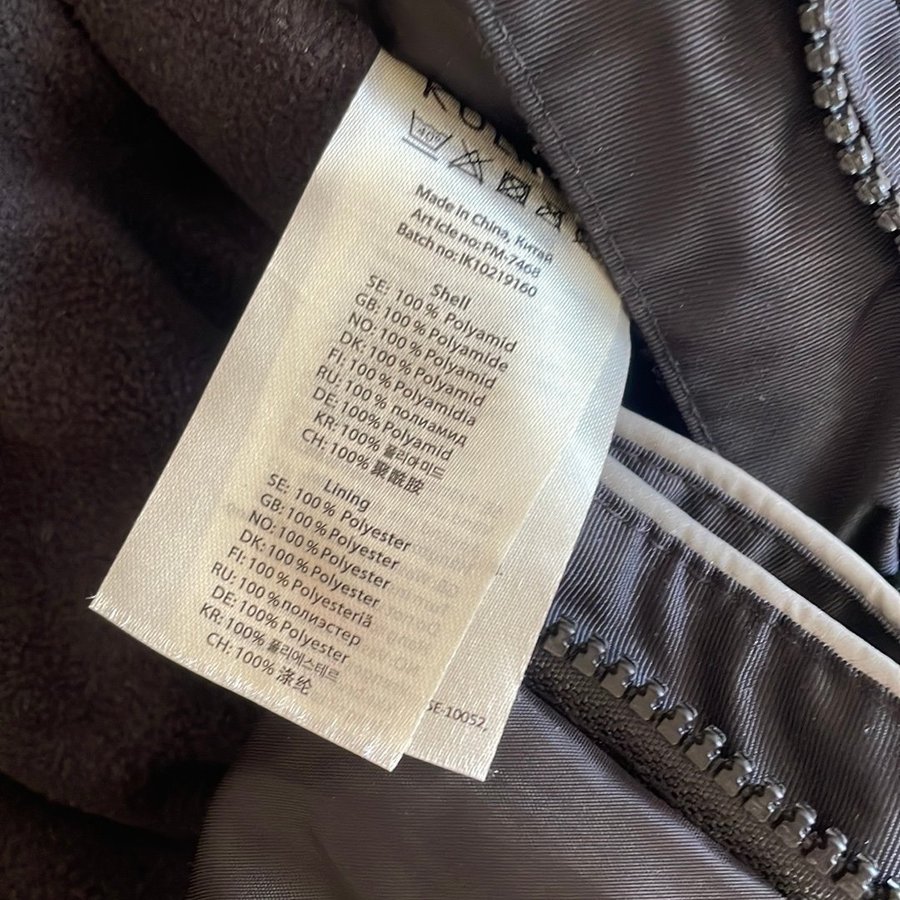 40°
Made in China, Китай
Article no: PM-7468
Batch no: IK10219160
Shell
SE: 100 % Polyamid
GB: 100 % Polyamide
NO: 100 % Polyamid
DK: 100 % Polyamid
FI: 100 % Polyamidia
RU: 100 % полиамид
DE: 100 % Polyamid
KR: 100% 폴리아미드
CH: 100% 聚酰胺
Lining
SE: 100 % Polyester
GB: 100 % Polyester
NO: 100 % Polyester
DK: 100 % Polyester
FI: 100 % Polyesteriä
RU: 100 % полиэстер
DE: 100% Polyester
KR: 100% 폴리에스테르
CH: 100% 涤纶
SE-10052,